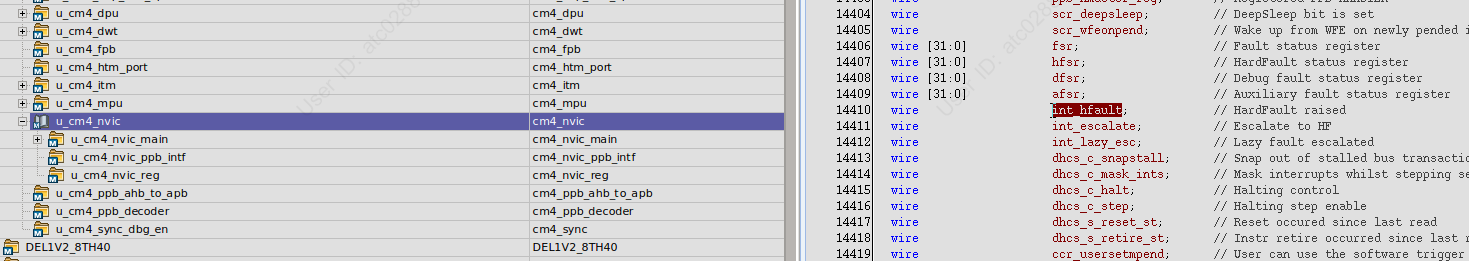 u_cm4_dpu cm4_dpu
u_cm4_dwt cm4_dwt
u_cm4_fpb cm4_fpb
u_cm4_htm_port cm4_htm_port
u_cm4_itm cm4_itm
u_cm4_mpu cm4_mpu
u_cm4_nvic cm4_nvic
u_cm4_nvic_main cm4_nvic_main
u_cm4_nvic_ppb_intf cm4_nvic_ppb_intf
u_cm4_nvic_reg cm4_nvic_reg
u_cm4_ppb_ahb_to_apb cm4_ppb_ahb_to_apb
u_cm4_ppb_decoder cm4_ppb_decoder
u_cm4_sync_dbg_en cm4_sync
DEL1V2_8TH40 DEL1V2_8TH40
14404 wire scr_deepsleep; // DeepSleep bit is set
14405 wire scr_wfeonpend; // Wake up from WFE on newly pended
14406 wire [31:0] fsr; // Fault status register
14407 wire [31:0] hfsr; // HardFault status register
14408 wire [31:0] dfsr; // Debug fault status register
14409 wire [31:0] afsr; // Auxiliary fault status register
14410 wire int_hfault; // HardFault raised
14411 wire int_escalate; // Escalate to HF
14412 wire int_lazy_esc; // Lazy fault escalated
14413 wire dhcs_c_snapstall; // Snap out of stalled bus
14414 wire dhcs_c_mask_ints; // Mask interrupts whilst stepping
14415 wire dhcs_c_halt; // Halting control
14416 wire dhcs_c_step; // Halting step enable
14417 wire dhcs_s_reset_st; // Reset occured since last read
14418 wire dhcs_s_retire_st; // Instr retire occurred since last
14419 wire ccr_usersetmpend; // User can use the software trigger
User ID: atc028
User ID: atc028